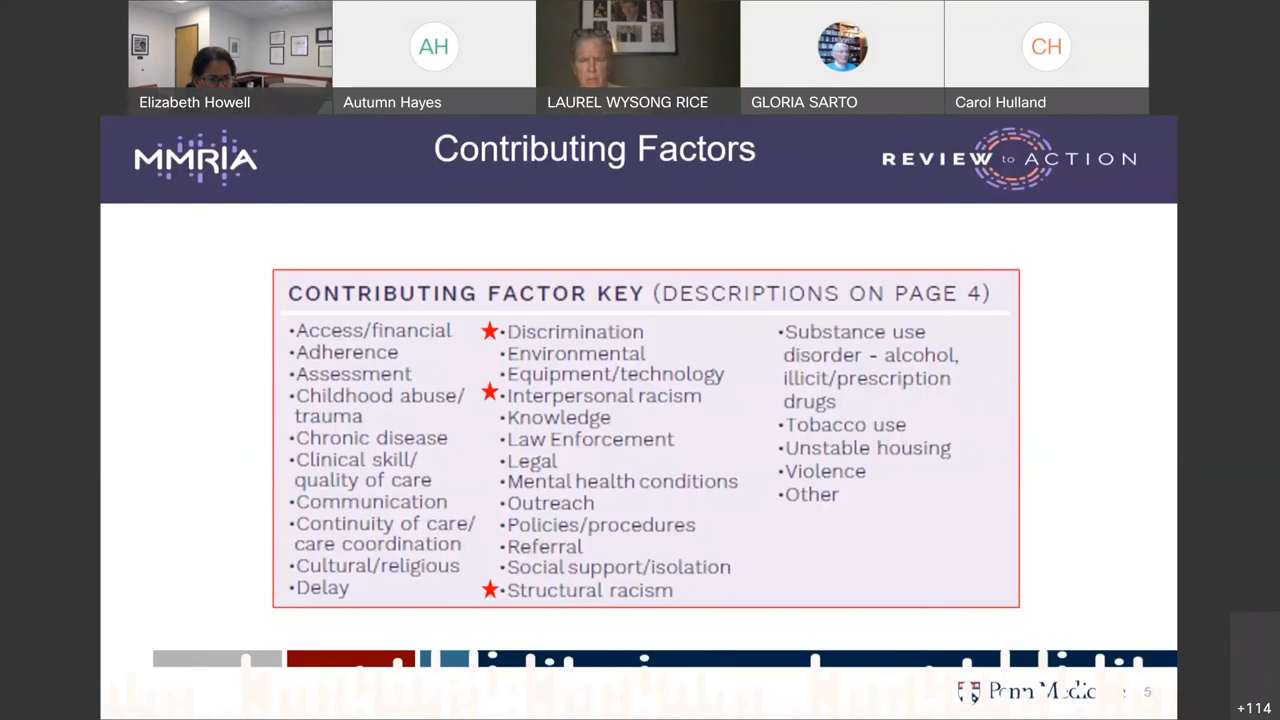 AH
CH
Elizabeth Howell
Autumn Hayes
LAUREL WYSONG RICE
GLORIA SARTO
Carol Hulland
MMRIA
Contributing Factors
REVIEW to ACTION
CONTRIBUTING FACTOR KEY (DESCRIPTIONS ON PAGE 4)
•Access/financial
•Adherence
•Assessment
•Childhood abuse/
trauma
•Chronic disease
•Clinical skill/
quality of care
•Communication
•Continuity of care/
care coordination
•Cultural/religious
•Delay
•Discrimination
•Environmental
•Equipment/technology
•Interpersonal racism
•Knowledge
•Law Enforcement
•Legal
•Mental health conditions
•Outreach
•Policies/procedures
•Referral
•Social support/isolation
•Structural racism
•Substance use
disorder - alcohol,
illicit/prescription
drugs
•Tobacco use
•Unstable housing
•Violence
•Other
Penn Medic
5
+114